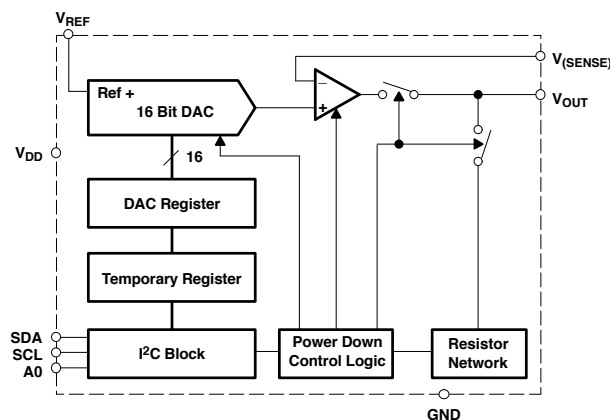 VREF
V(SENSE)
Ref +
16 Bit DAC
−
+
VOUT
VDD
16
DAC Register
Temporary Register
SDA
SCL
A0
I²C Block
Power Down
Control Logic
Resistor
Network
GND